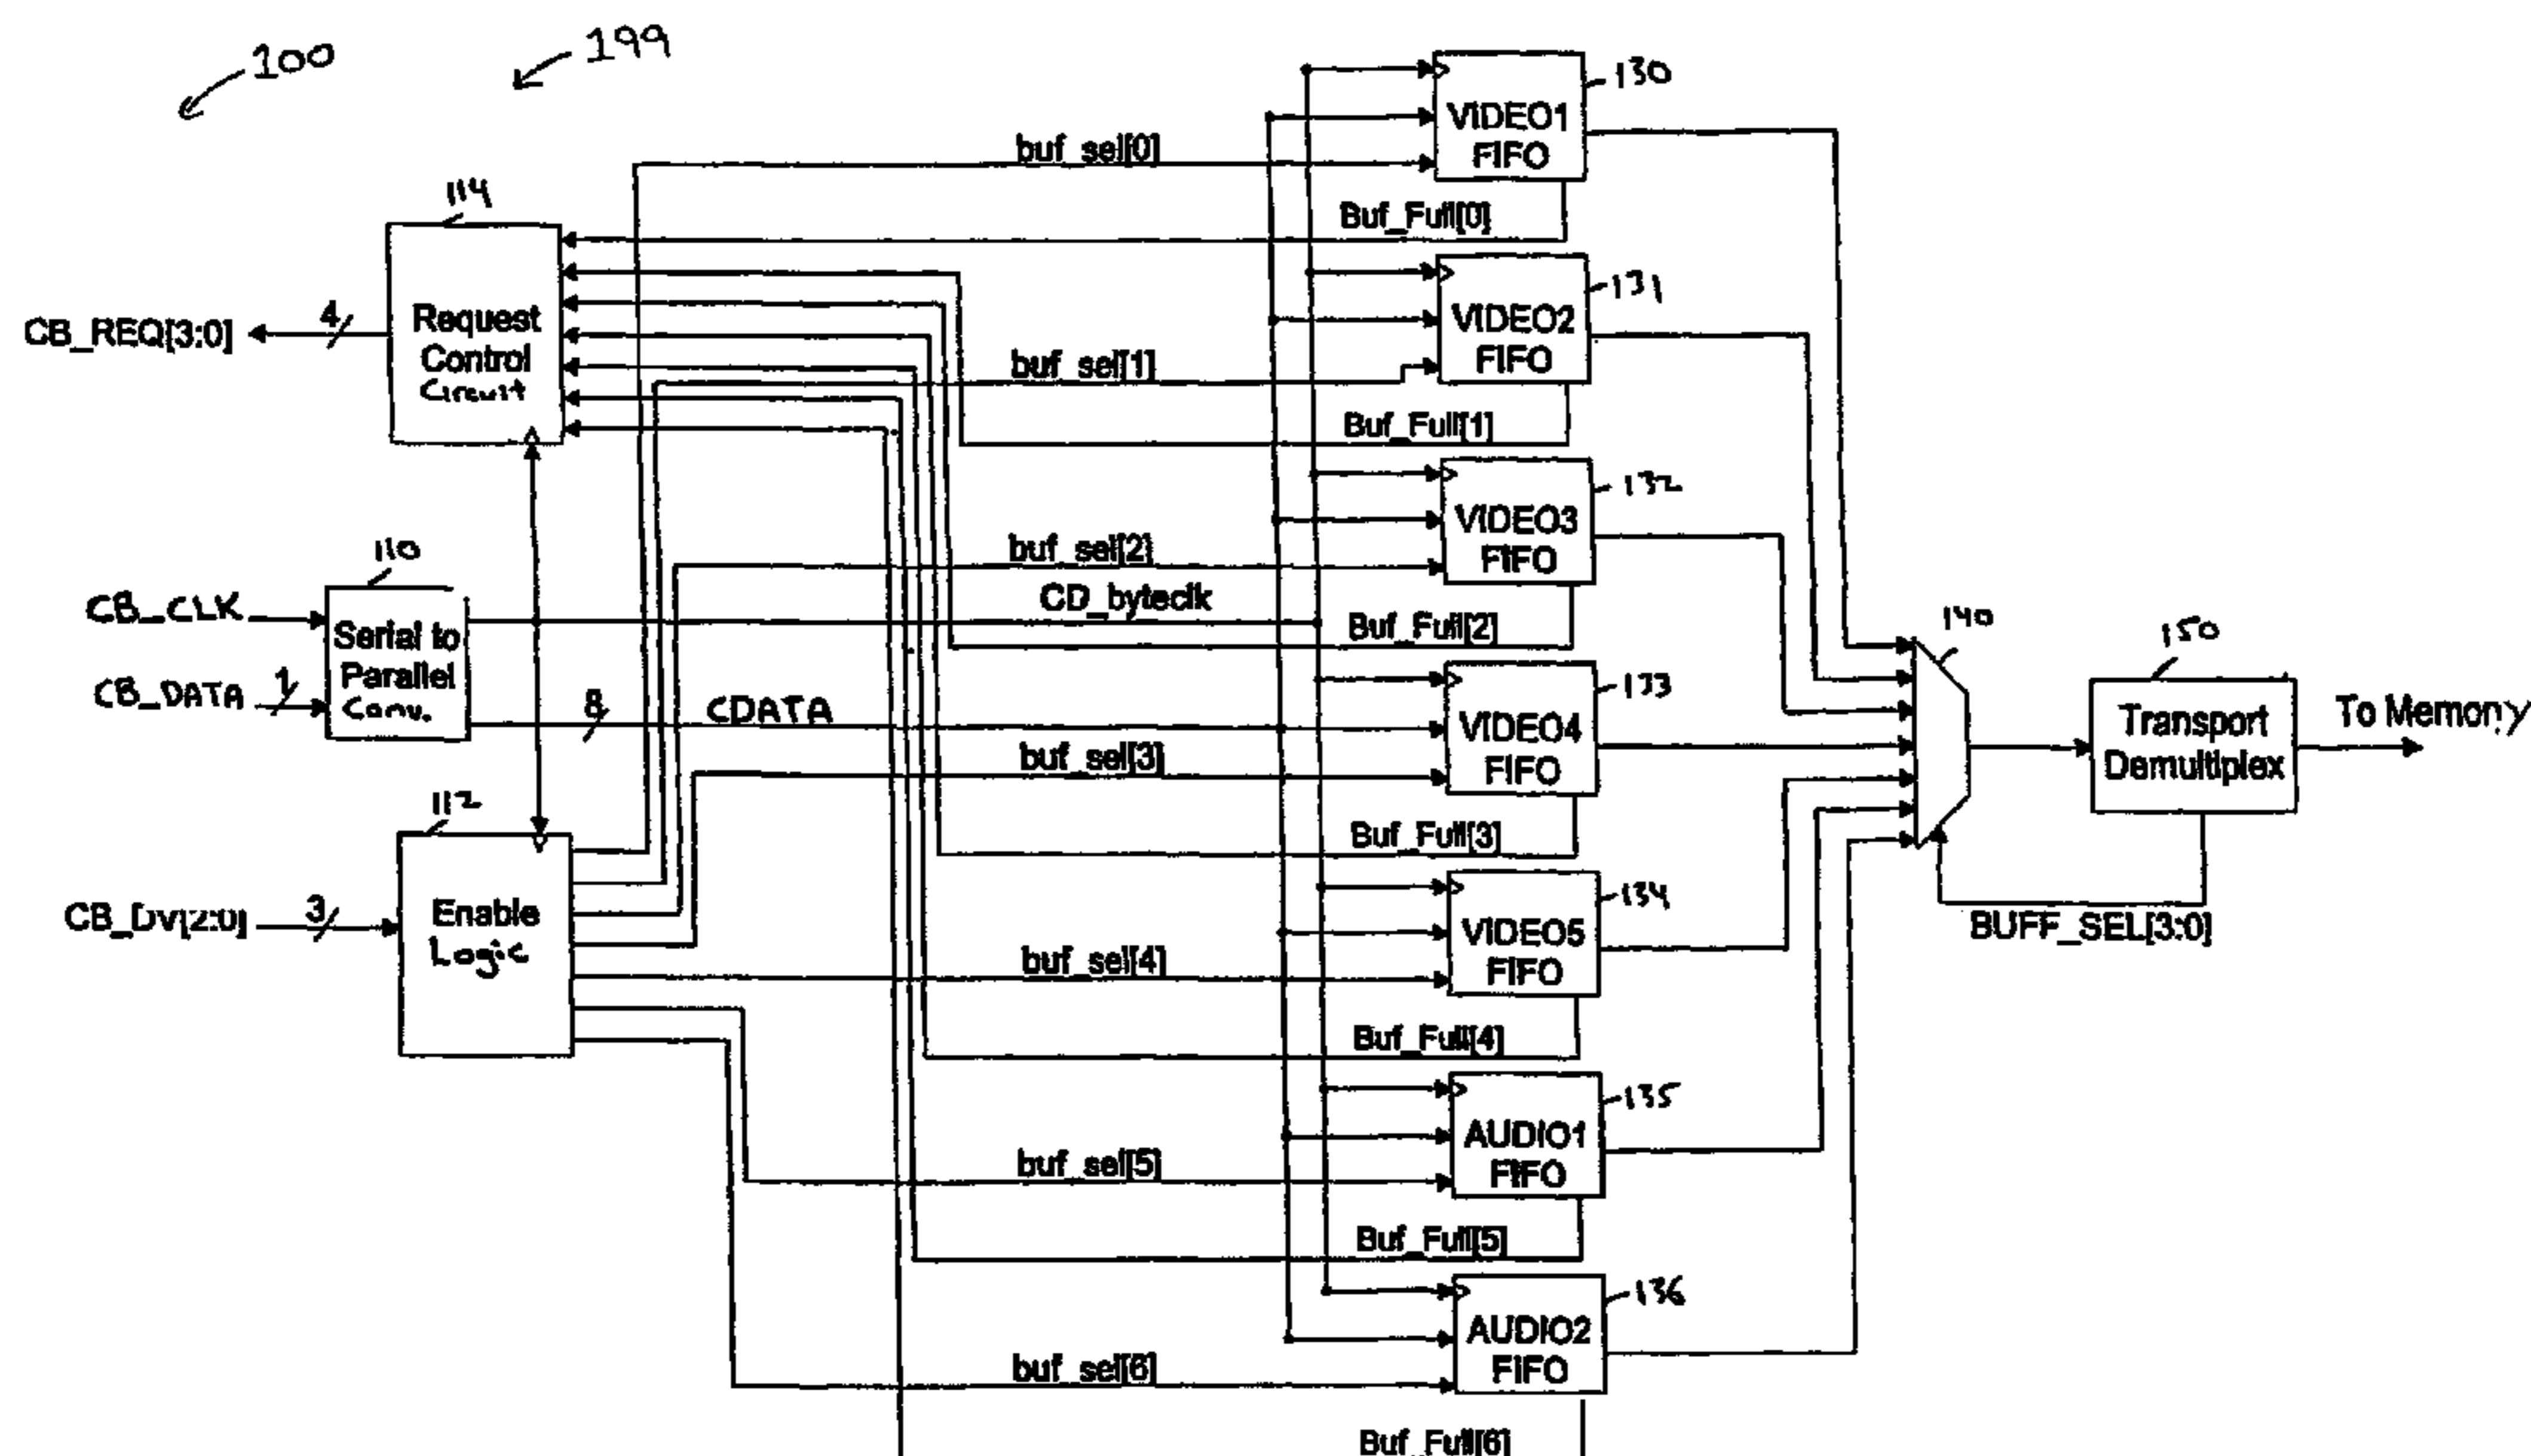 100
199
130
VIDEO1
FIFO
buf_sel[0]
Buf_Full[0]
114
Request
Control
Circuit
CB_REQ[3:0]
4
131
VIDEO2
FIFO
buf_sel[1]
Buf_Full[1]
132
VIDEO3
FIFO
buf_sel[2]
CD_byteclk
Buf_Full[2]
110
CB_CLK
Serial to
Parallel
Conv.
CB_DATA
1
8
CDATA
133
VIDEO4
FIFO
buf_sel[3]
Buf_Full[3]
140
150
Transport
Demultiplex
To Memory
BUFF_SEL[3:0]
112
Enable
Logic
CB_DV[2:0]
3
134
VIDEO5
FIFO
buf_sel[4]
Buf_Full[4]
135
AUDIO1
FIFO
buf_sel[5]
Buf_Full[5]
136
AUDIO2
FIFO
buf_sel[6]
Buf_Full[6]